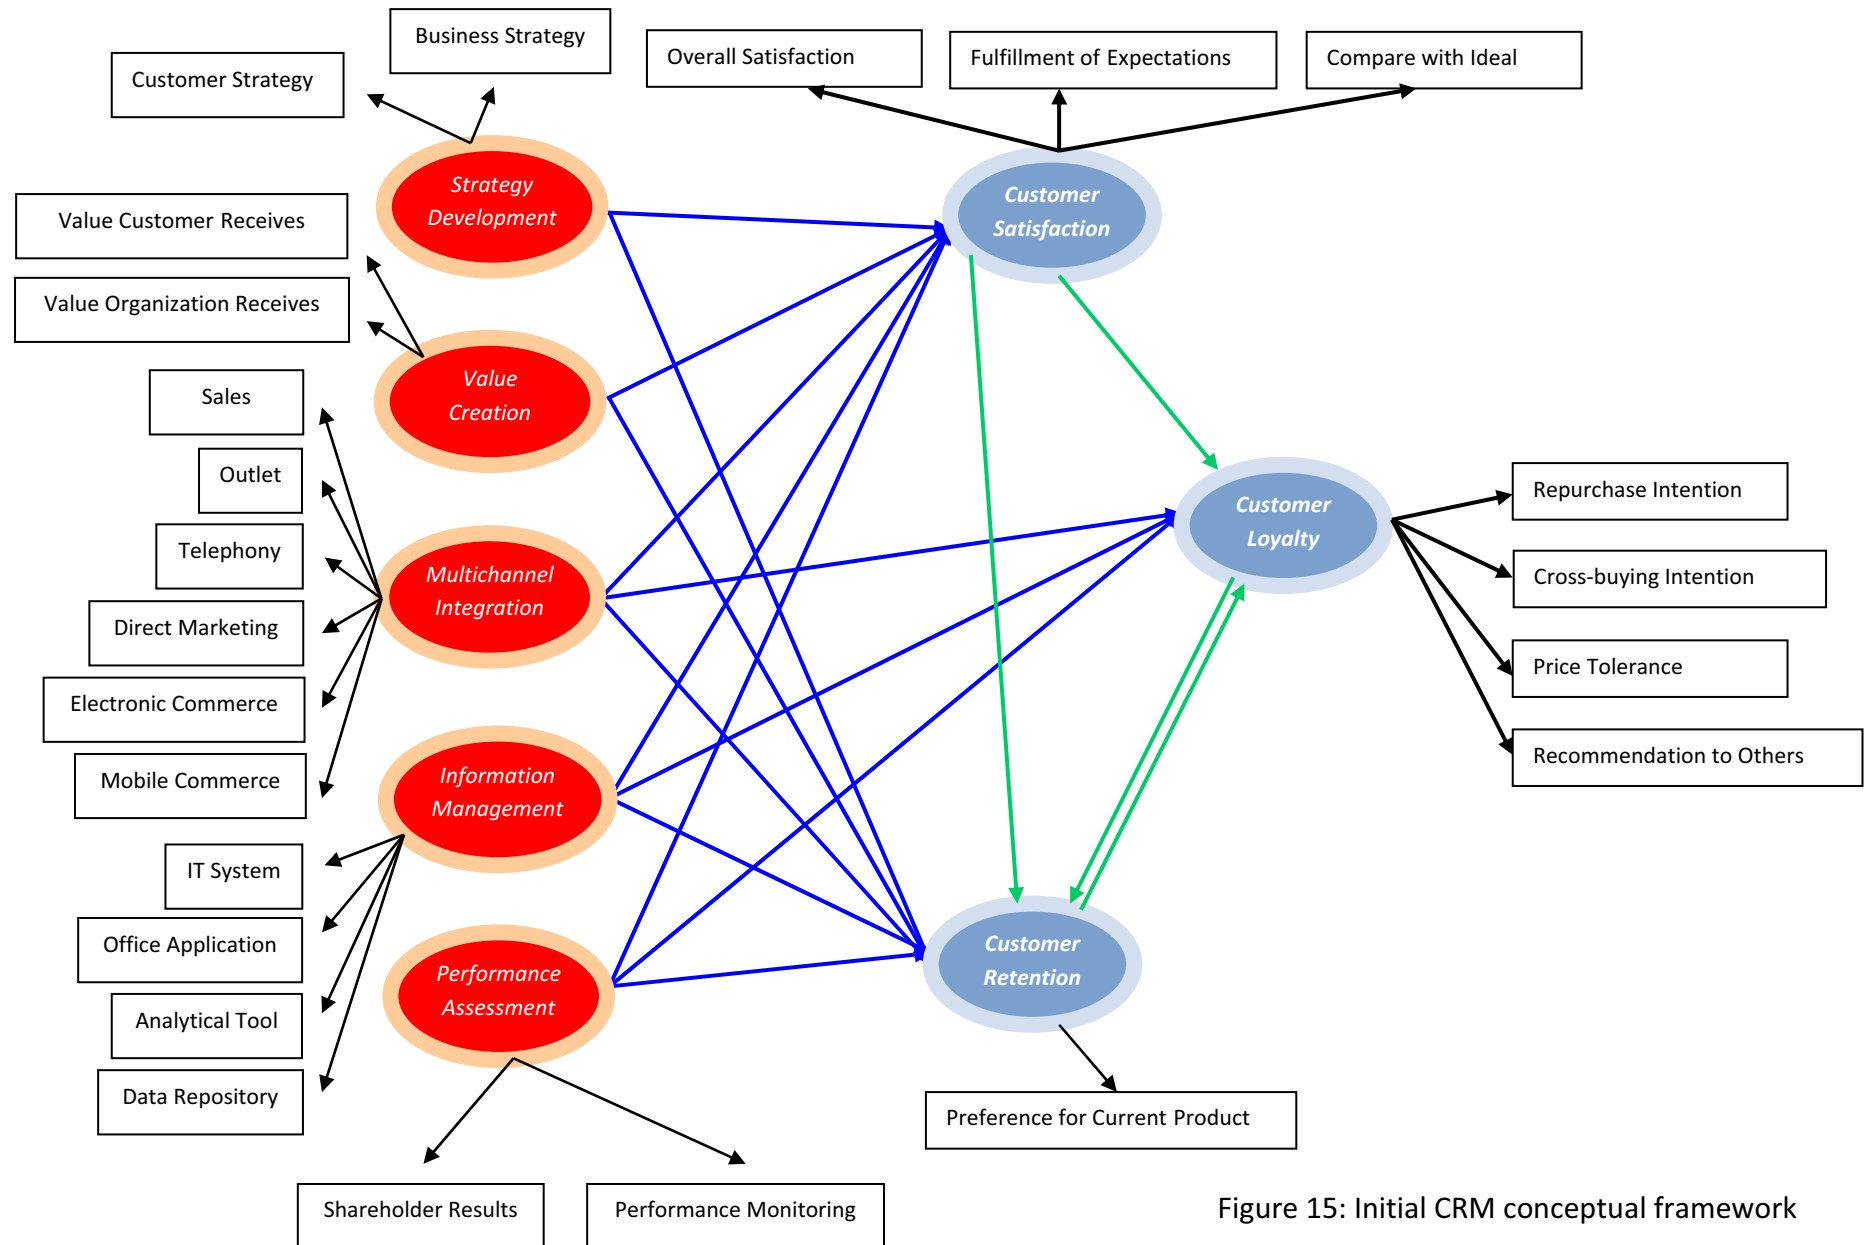 Business Strategy
Customer Strategy
Overall Satisfaction
Fulfillment of Expectations
Compare with Ideal
Strategy
Development
Customer
Satisfaction
Value Customer Receives
Value Organization Receives
Value
Creation
Sales
Outlet
Telephony
Direct Marketing
Electronic Commerce
Mobile Commerce
Multichannel
Integration
Customer
Loyalty
Repurchase Intention
Cross-buying Intention
Price Tolerance
Recommendation to Others
Information
Management
IT System
Office Application
Analytical Tool
Data Repository
Performance
Assessment
Customer
Retention
Preference for Current Product
Shareholder Results
Performance Monitoring
Figure 15: Initial CRM conceptual framework